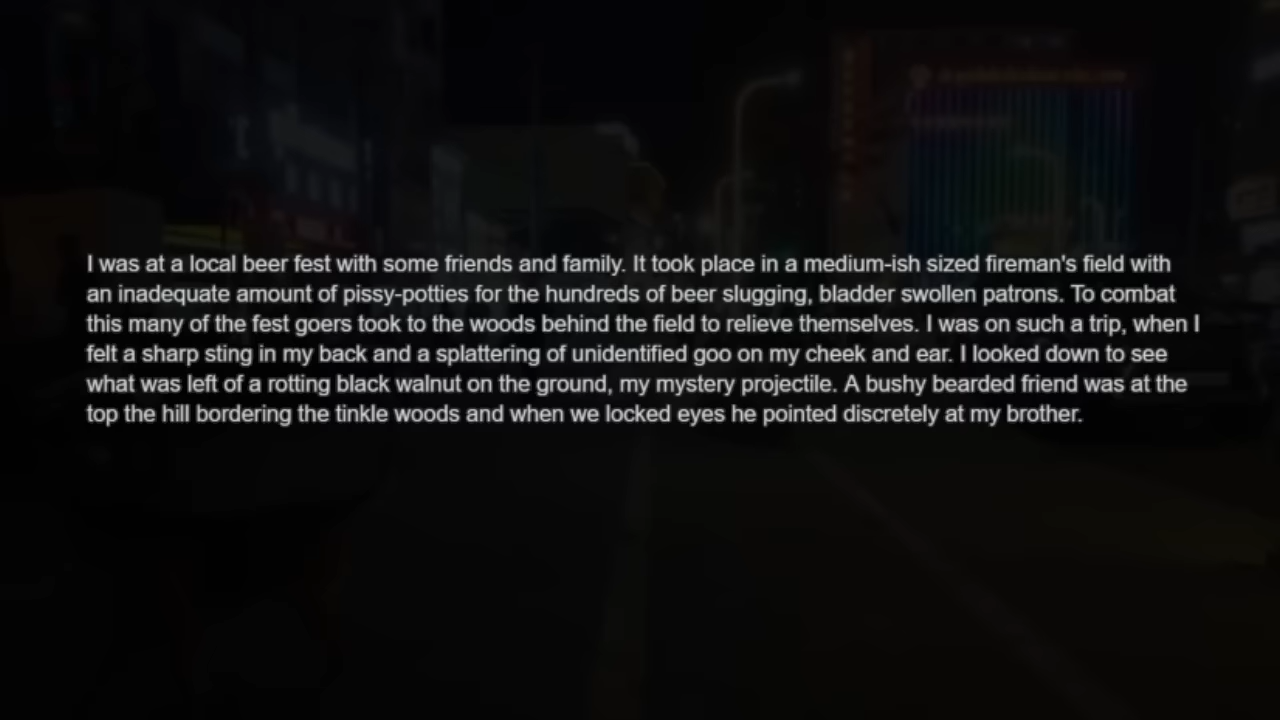 I was at a local beer fest with some friends and family. It took place in a medium-ish sized fireman's field with
an inadequate amount of pissy-potties for the hundreds of beer slugging, bladder swollen patrons. To combat
this many of the fest goers took to the woods behind the field to relieve themselves. I was on such a trip, when I
felt a sharp sting in my back and a splattering of unidentified goo on my cheek and ear. I looked down to see
what was left of a rotting black walnut on the ground, my mystery projectile. A bushy bearded friend was at the
top the hill bordering the tinkle woods and when we locked eyes he pointed discretely at my brother.